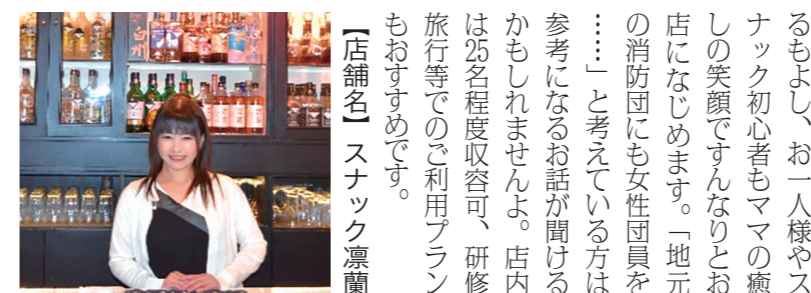 るもよし、お一人様やス
ナック初心者もママの癒
しの笑顔ですんなりとお
店になじめます。「地元
の消防団にも女性団員を
……」と考えている方は
参考になるお話が聞ける
かもしれませんよ。店内
は25名程度収容可、研修
旅行等でのご利用プラン
もおすすめです。
【店舗名】スナック凛蘭